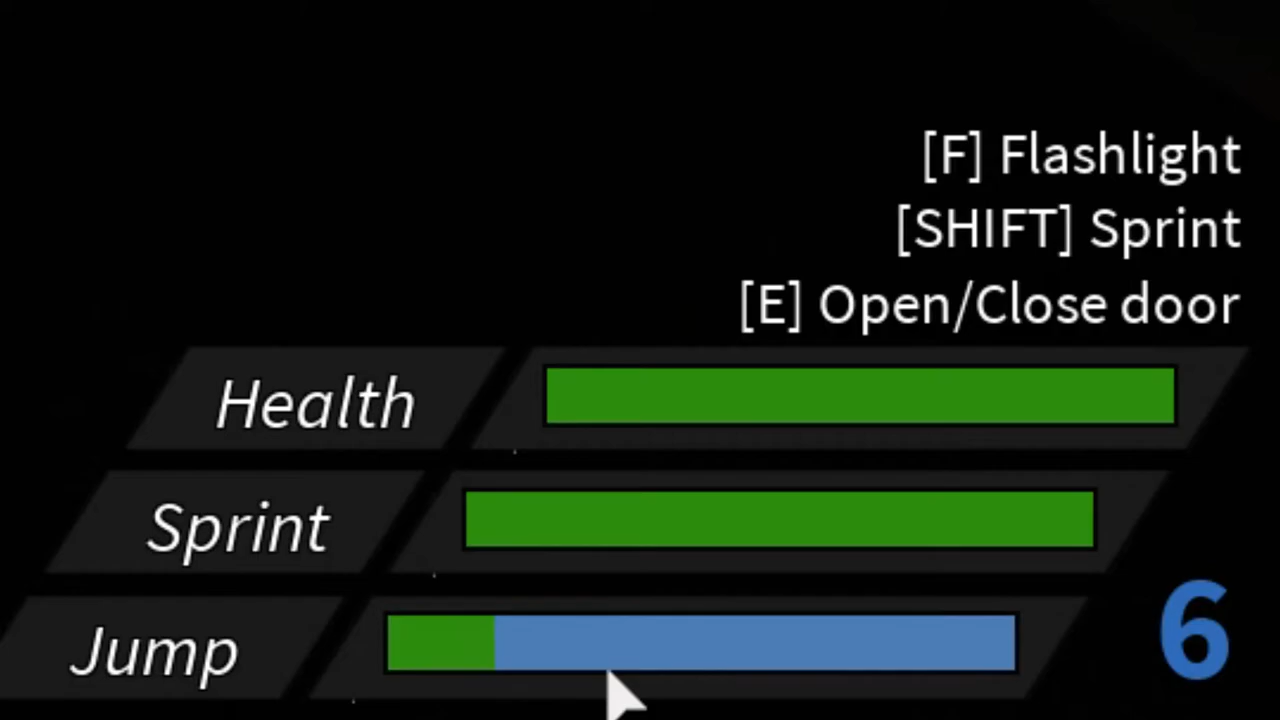 [F] Flashlight
[SHIFT] Sprint
[E] Open/Close door
Health
Sprint
Jump
6